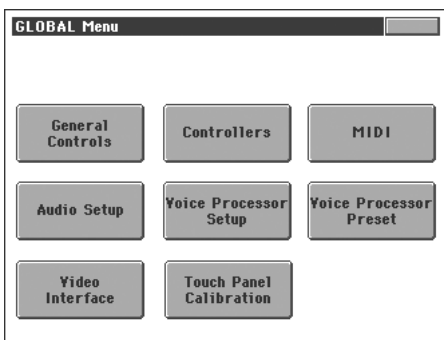 GLOBAL Menu
General
Controls
Controllers
MIDI
Audio Setup
Voice Processor
Setup
Voice Processor
Preset
Video
Interface
Touch Panel
Calibration